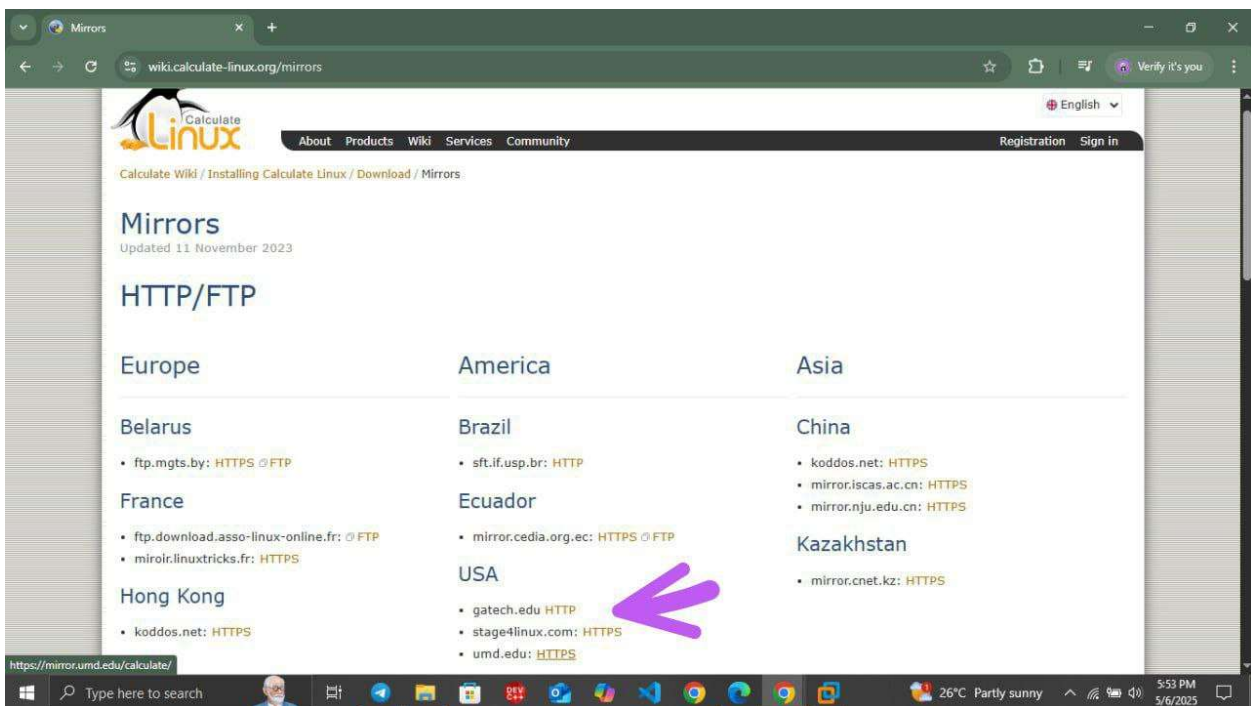 Mirrors
wiki.calculate-linux.org/mirrors
Verify it's you
Calculate
Linux
English
About Products Wiki Services Community
Registration Sign in
Calculate Wiki / Installing Calculate Linux / Download / Mirrors
Mirrors
Updated 11 November 2023
HTTP/FTP
Europe
Belarus
• ftp.mgts.by: HTTPS FTP
France
• ftp.download.asso-linux-online.fr: FTP
• miroir.linuxtricks.fr: HTTPS
Hong Kong
• koddos.net: HTTPS
America
Brazil
• sft.if.usp.br: HTTP
Ecuador
• mirror.cedia.org.ec: HTTPS FTP
USA
• gatech.edu HTTP
• stage4linux.com: HTTPS
• umd.edu: HTTPS
Asia
China
• koddos.net: HTTPS
• mirror.iscas.ac.cn: HTTPS
• mirror.nju.edu.cn: HTTPS
Kazakhstan
• mirror.cnet.kz: HTTPS
https://mirror.umd.edu/calculate/
Type here to search
DEV
C++
26°C Partly sunny
5:53 PM
5/6/2025